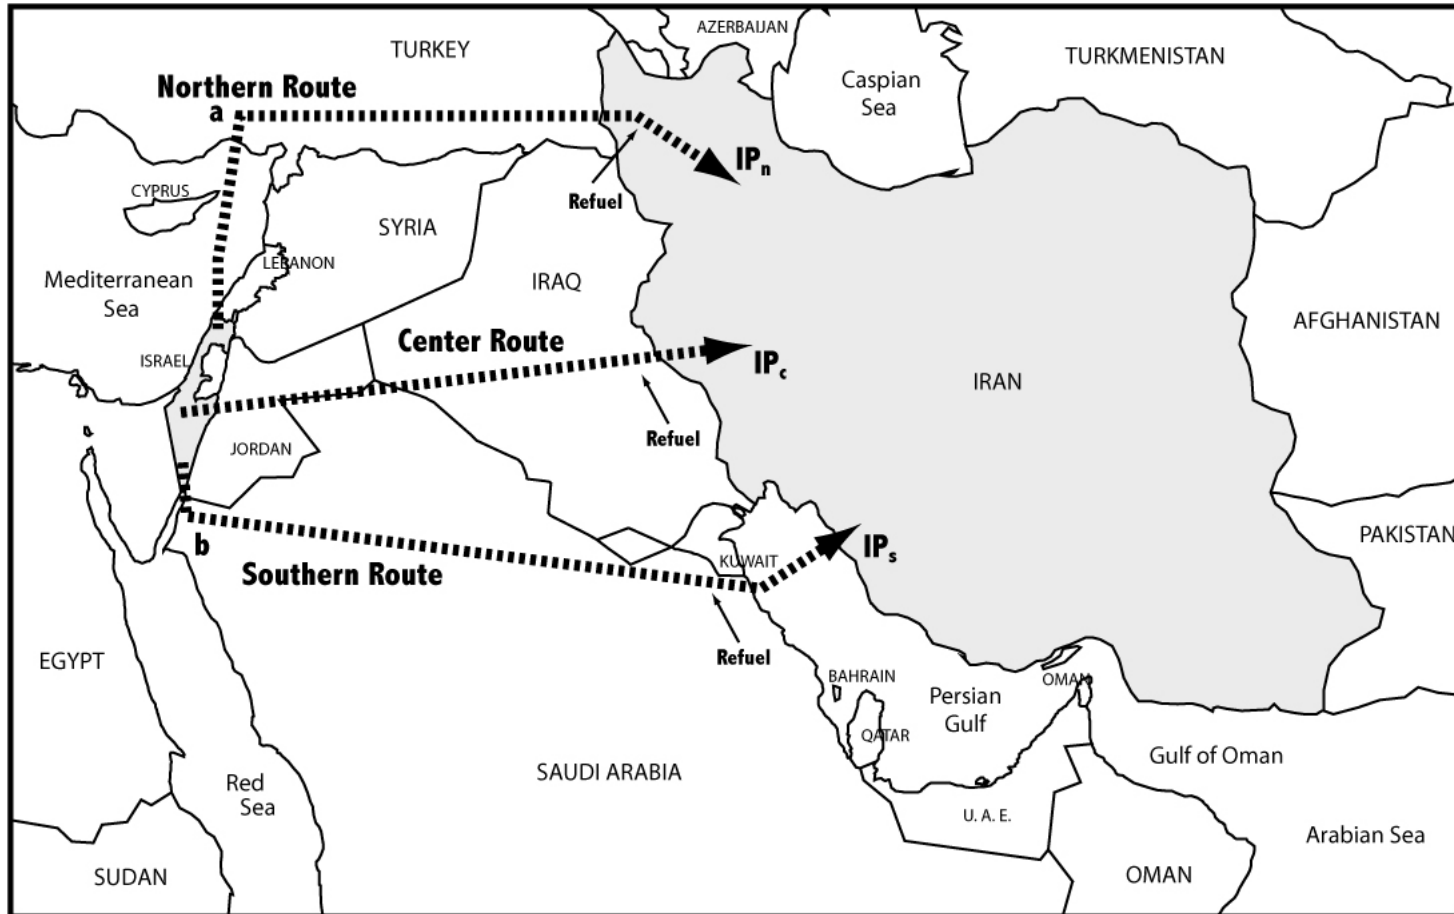 AZERBAIJAN
TURKEY
TURKMENISTAN
Northern Route
a
Caspian
Sea
IPn
CYPRUS
Refuel
SYRIA
LEBANON
Mediterranean
Sea
IRAQ
AFGHANISTAN
Center Route
ISRAEL
IPc
IRAN
Refuel
JORDAN
PAKISTAN
b
IPs
KUWAIT
Southern Route
Refuel
EGYPT
BAHRAIN
OMAN
Persian
Gulf
QATAR
Gulf of Oman
SAUDI ARABIA
Red
Sea
U. A. E.
Arabian Sea
SUDAN
OMAN